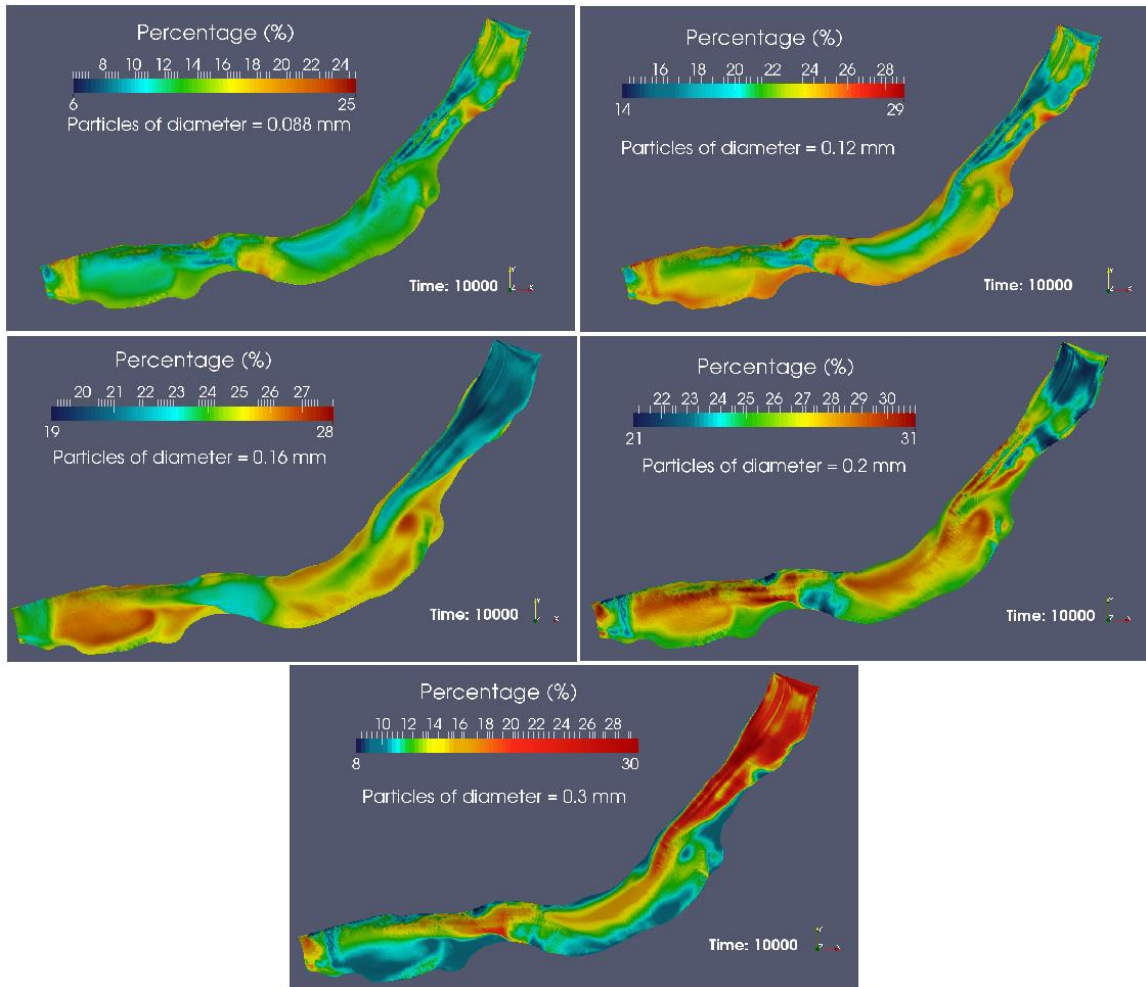 Percentage (%)
8 10 12 14 16 18 20 22 24
6 25
Particles of diameter = 0.088 mm
Time: 10000
Percentage (%)
16 18 20 22 24 26 28
14 29
Particles of diameter = 0.12 mm
Time: 10000
Percentage (%)
20 21 22 23 24 25 26 27
19 28
Particles of diameter = 0.16 mm
Time: 10000
Percentage (%)
22 23 24 25 26 27 28 29 30
21 31
Particles of diameter = 0.2 mm
Time: 10000
Percentage (%)
10 12 14 16 18 20 22 24 26 28
8 30
Particles of diameter = 0.3 mm
Time: 10000